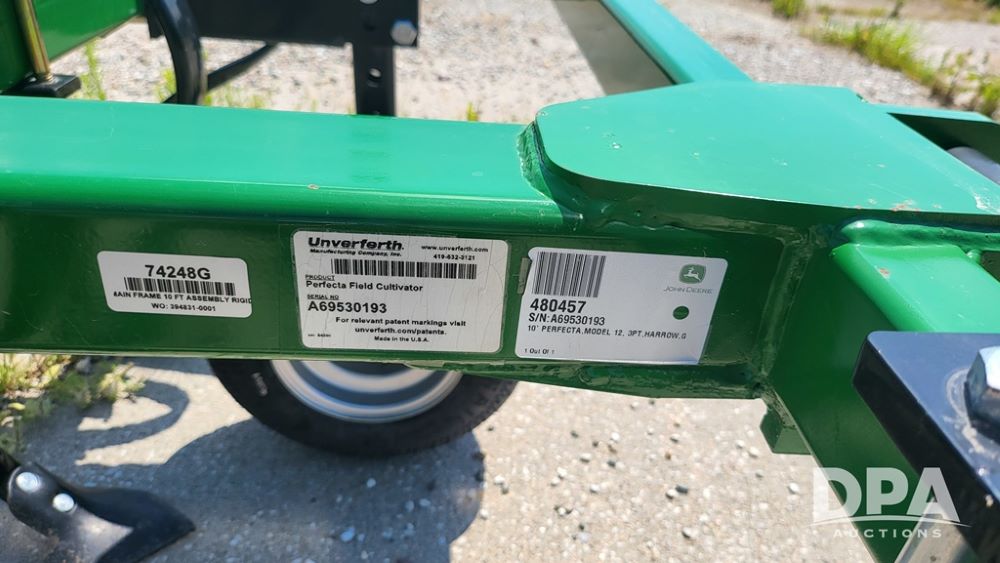 74248G
MAIN FRAME 10 FT ASSEMBLY RIGID
WO: 394831-0001
Unverferth www.unverferth.com
Manufacturing Company, Inc. 419-532-3121
PRODUCT
Perfecta Field Cultivator
SERIAL NO
A69530193
For relevant patent markings visit
unverferth.com/patents.
Made in the U.S.A.
JOHN DEERE
480457
S/N:A69530193
10' PERFECTA,MODEL 12, 3PT,HARROW,G
1 Out Of 1
DPA
AUCTIONS